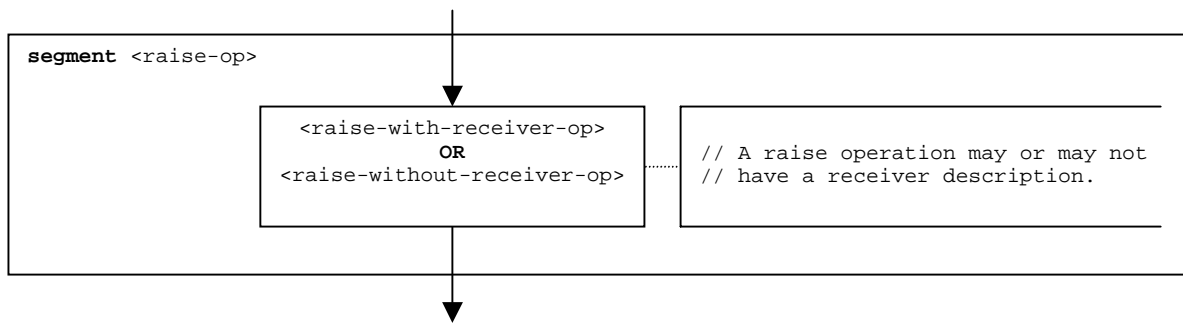 segment <raise-op>
<raise-with-receiver-op>
OR
<raise-without-receiver-op>
// A raise operation may or may not
// have a receiver description.